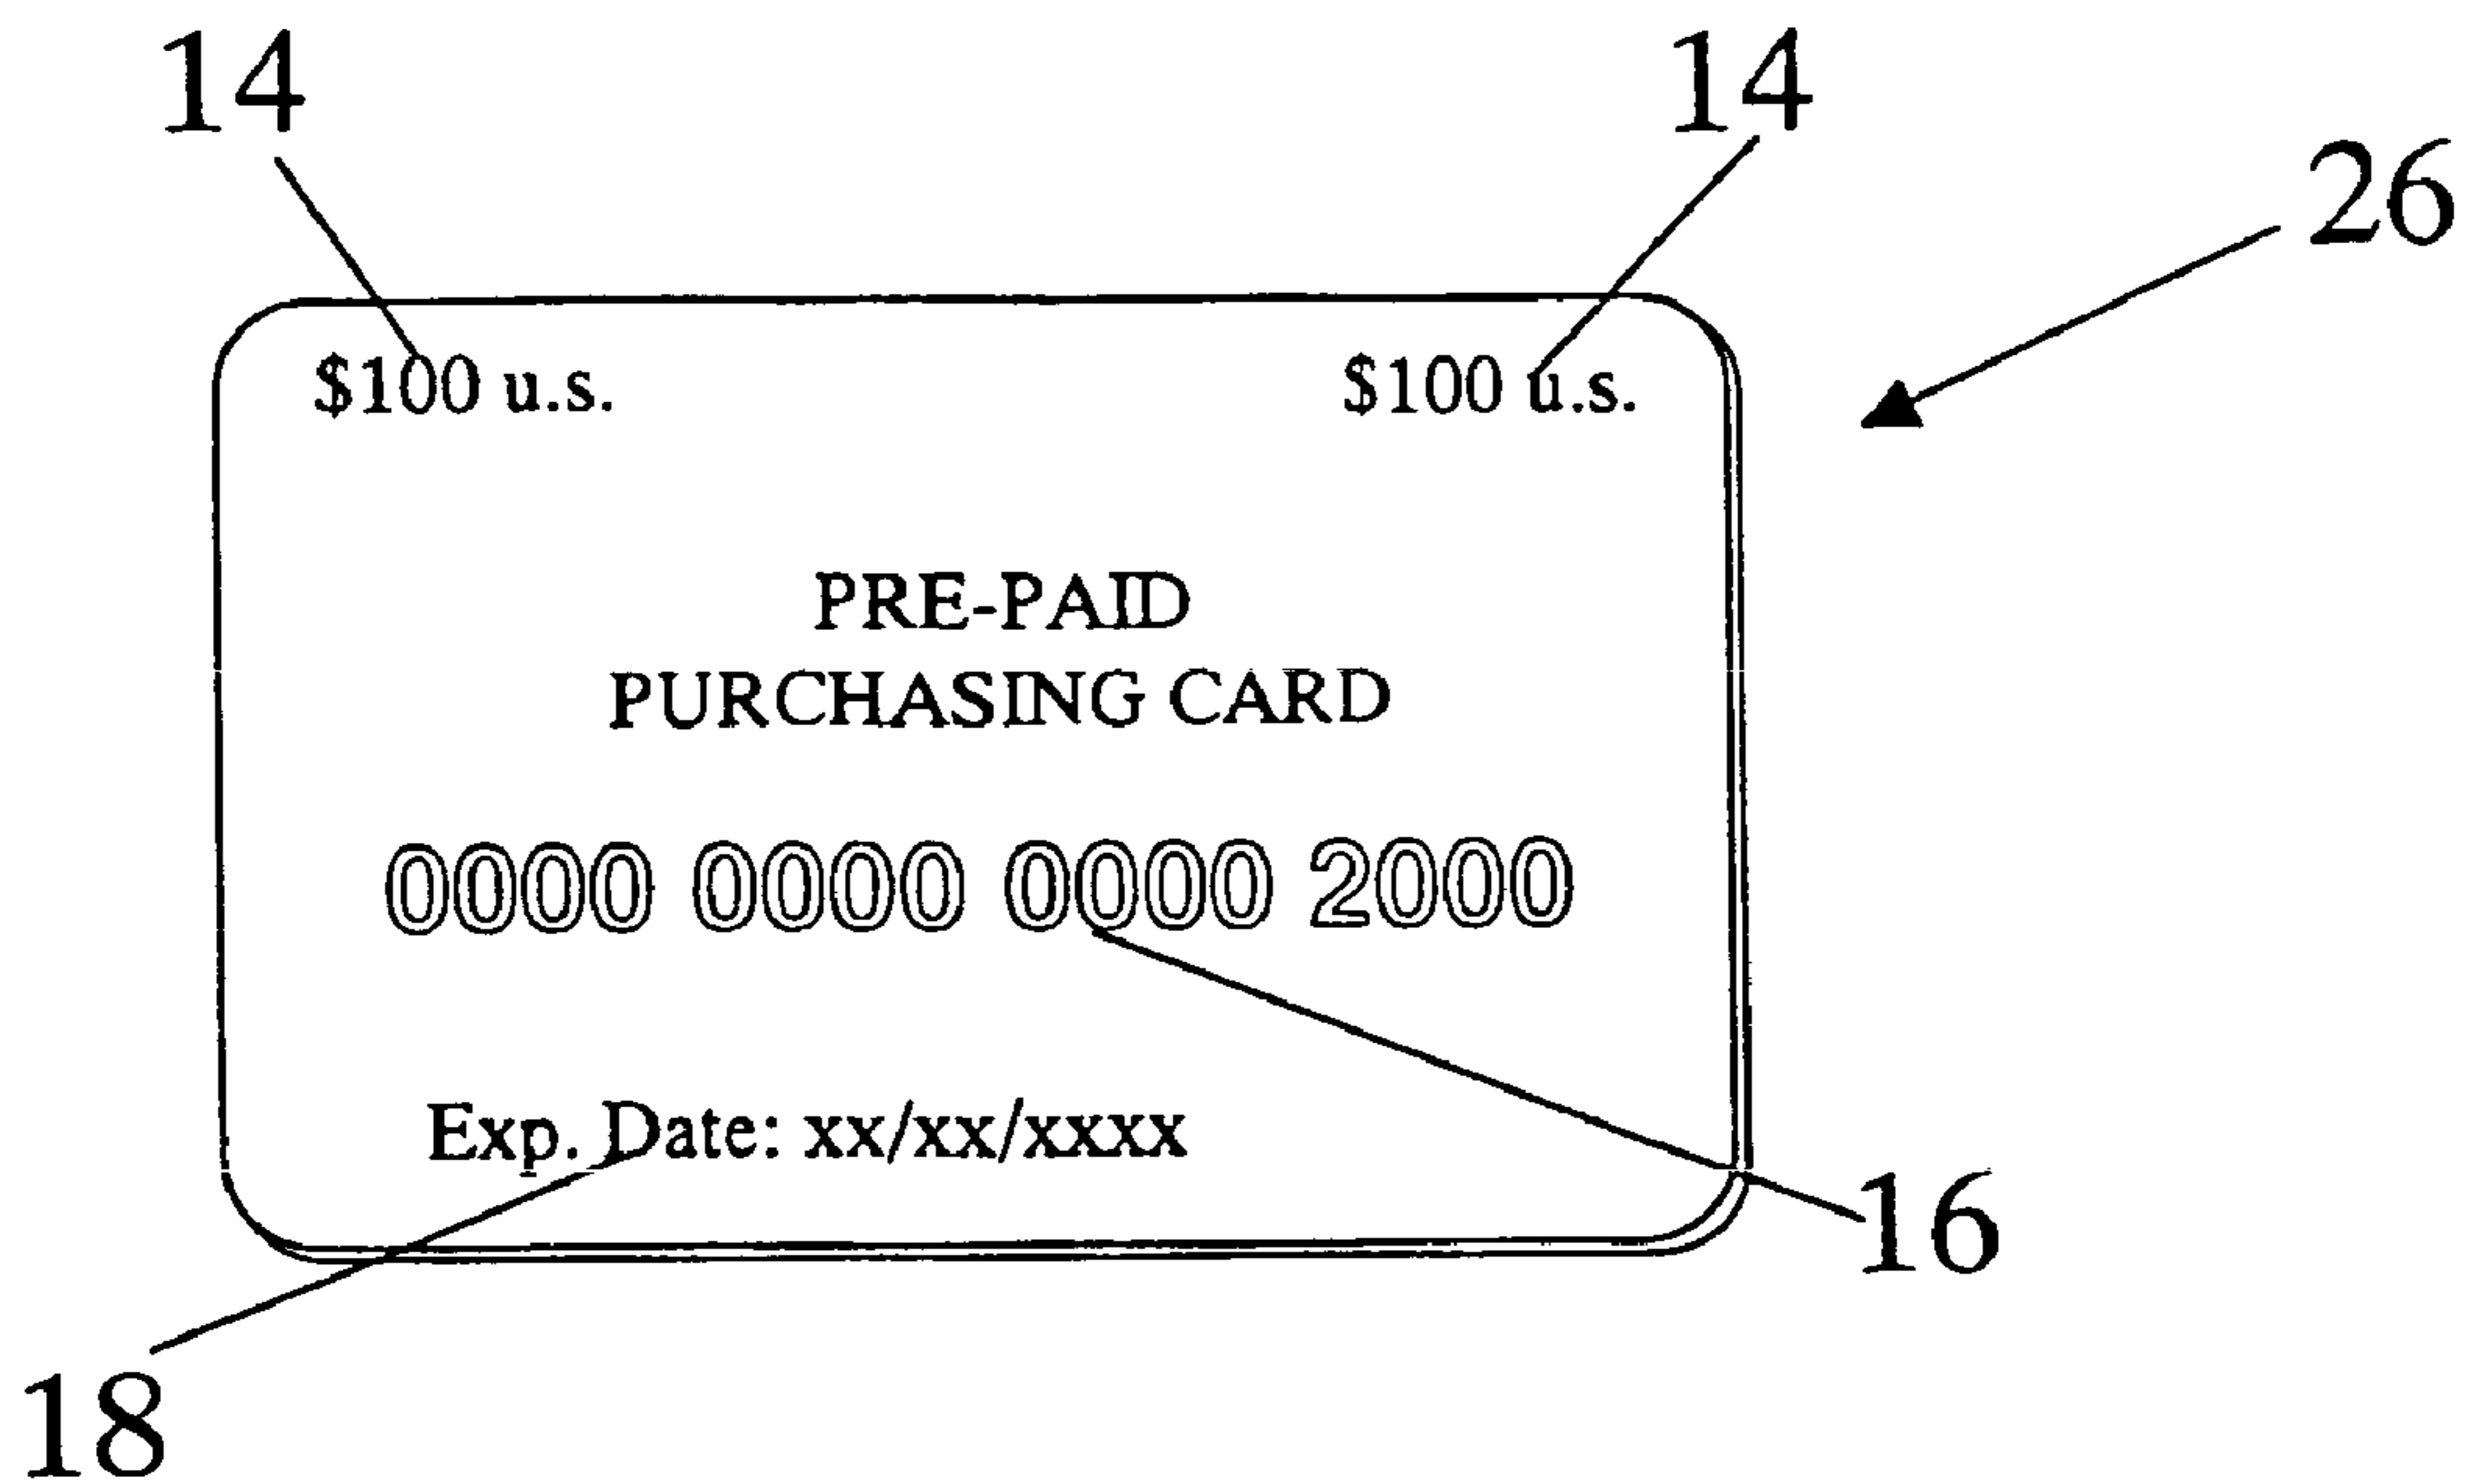 14 14
26
$100 u.s. $100 u.s.
PRE-PAID
PURCHASING CARD
0000 0000 0000 2000
Exp. Date: xx/xx/xxxx
16
18